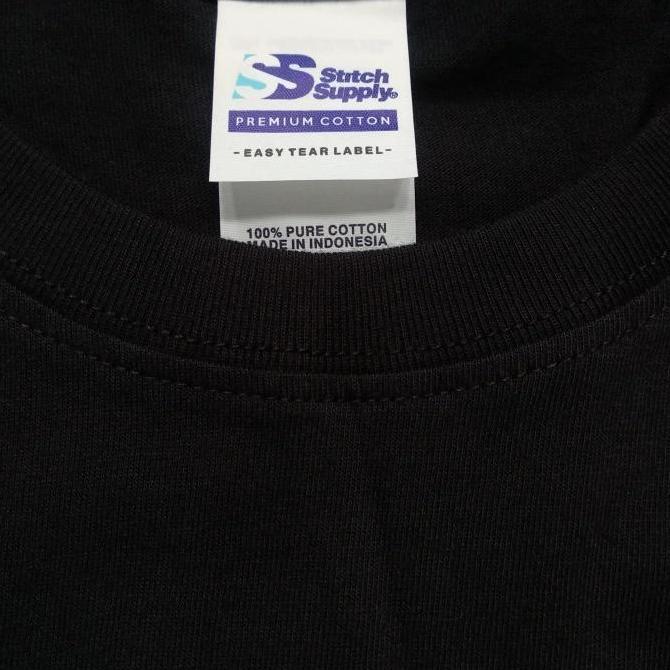 SS Stitch
Supply®
PREMIUM COTTON
-EASY TEAR LABEL-
100% PURE COTTON
MADE IN INDONESIA